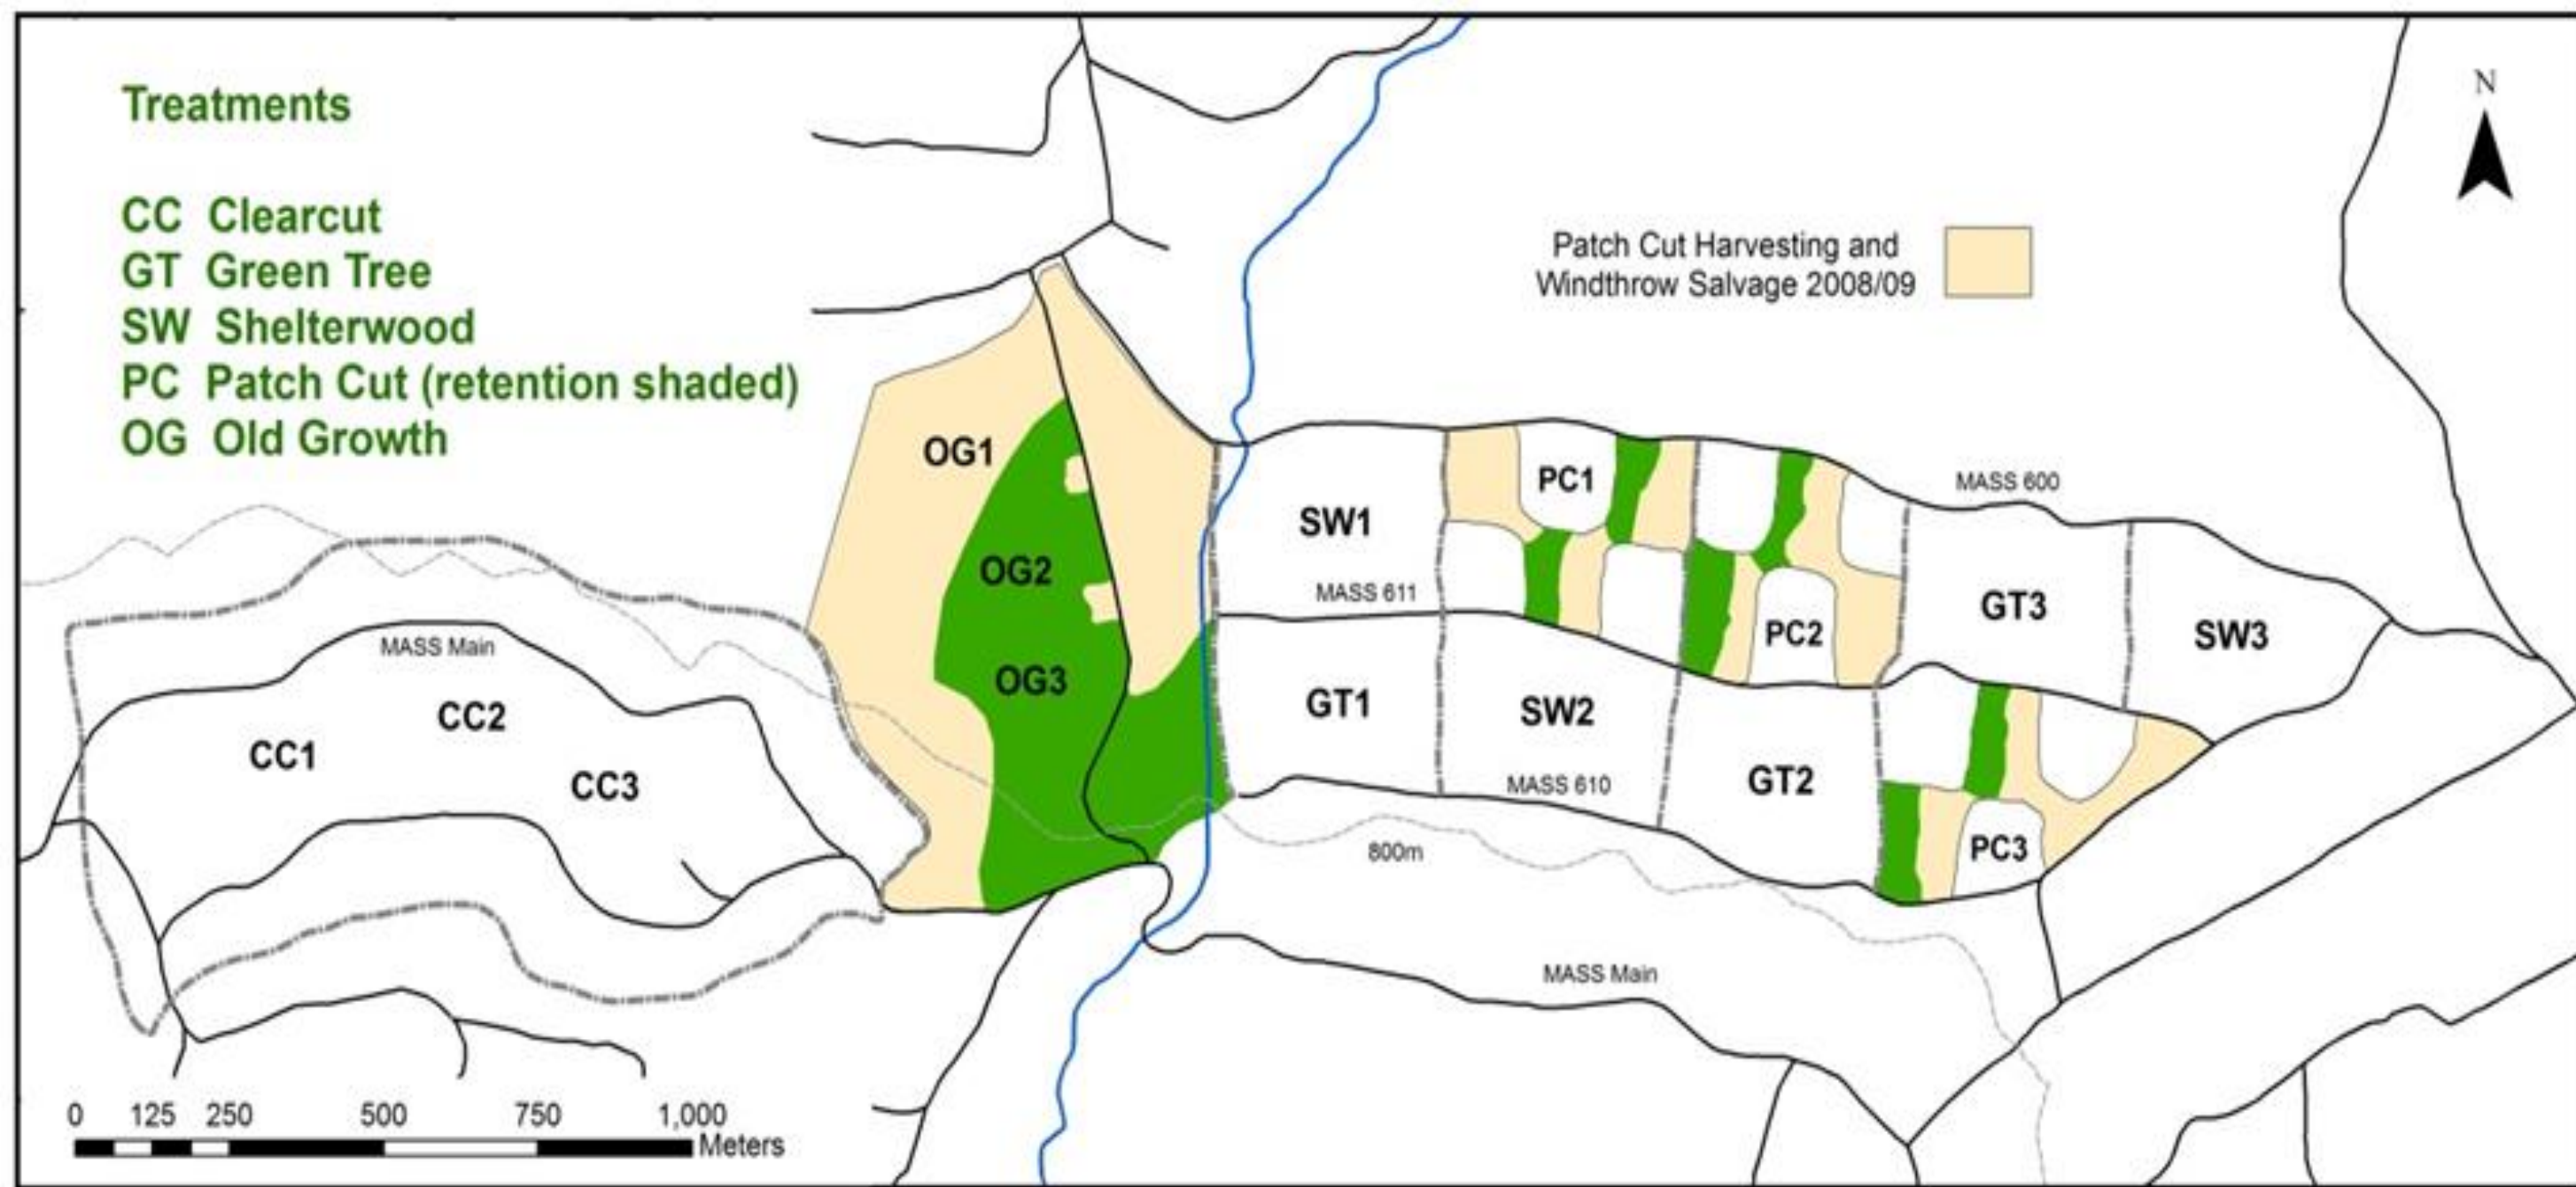 Treatments
CC Clearcut
GT Green Tree
SW Shelterwood
PC Patch Cut (retention shaded)
OG Old Growth
N
Patch Cut Harvesting and
Windthrow Salvage 2008/09
OG1
OG2
OG3
MASS Main
CC1
CC2
CC3
SW1
MASS 611
GT1
PC1
SW2
MASS 610
PC2
GT2
MASS 600
GT3
SW3
PC3
800m
MASS Main
0 125 250 500 750 1,000
Meters